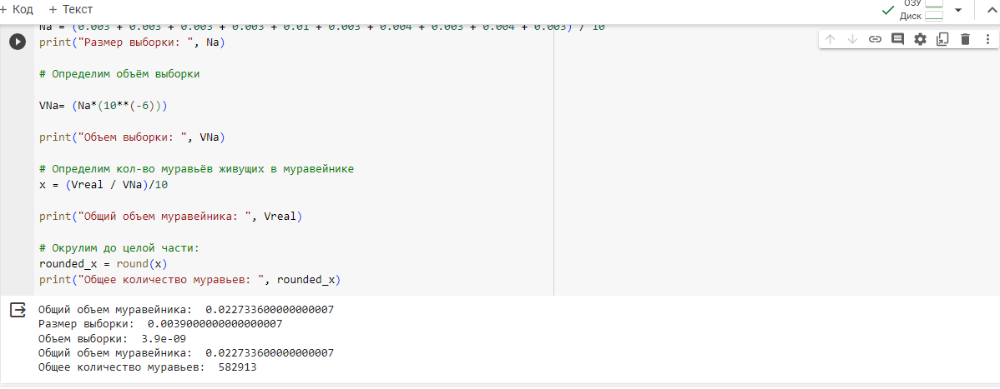 + Код + Текст
ОЗУ
Диск
Na = (0.003 + 0.003 + 0.003 + 0.003 + 0.01 + 0.003 + 0.004 + 0.003 + 0.004 + 0.003) / 10
print("Размер выборки: ", Na)
# Определим объём выборки
VNa= (Na*(10**(-6)))
print("Объем выборки: ", VNa)
# Определим кол-во муравьёв живущих в муравейнике
x = (Vreal / VNa)/10
print("Общий объем муравейника: ", Vreal)
# Окрулим до целой части:
rounded_x = round(x)
print("Общее количество муравьев: ", rounded_x)
Общий объем муравейника:  0.022733600000000007
Размер выборки:  0.0039000000000000007
Объем выборки:  3.9e-09
Общий объем муравейника:  0.022733600000000007
Общее количество муравьев:  582913